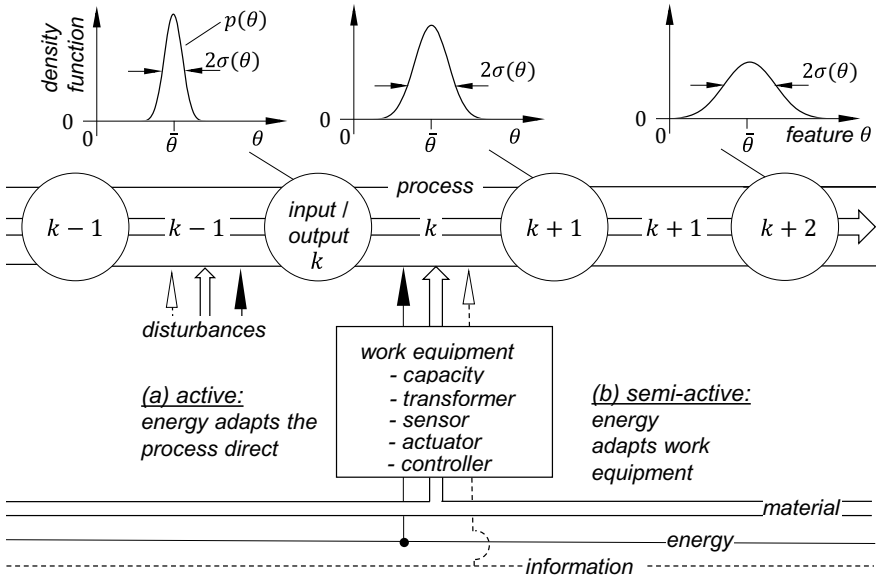 density
function
p(θ)
2σ(θ)
0
0
θ̄
θ
2σ(θ)
0
0
θ̄
θ
2σ(θ)
0
0
θ̄
feature θ
process
k − 1
k − 1
input /
output
k
k
k + 1
k + 1
k + 2
disturbances
work equipment
- capacity
- transformer
- sensor
- actuator
- controller
(a) active:
energy adapts the
process direct
(b) semi-active:
energy
adapts work
equipment
material
energy
information